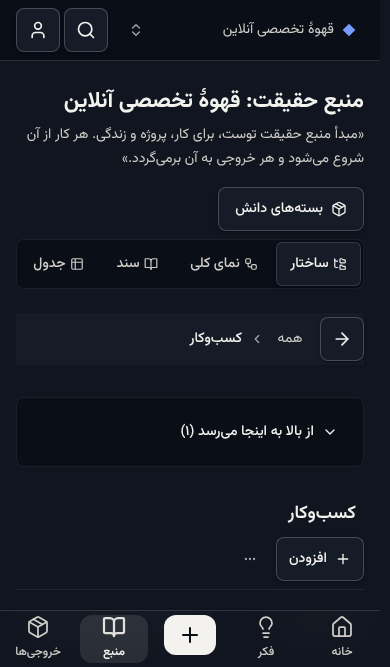 قهوهٔ تخصصی آنلاین
منبع حقیقت: قهوهٔ تخصصی آنلاین
«مبدأ منبع حقیقت توست، برای کار، پروژه و زندگی. هر کار از آن
شروع می‌شود و هر خروجی به آن برمی‌گردد.»
بسته‌های دانش
ساختار نمای کلی سند جدول
همه کسب‌وکار
از بالا به اینجا می‌رسد (۱)
کسب‌وکار
افزودن
خانه فکر منبع خروجی‌ها